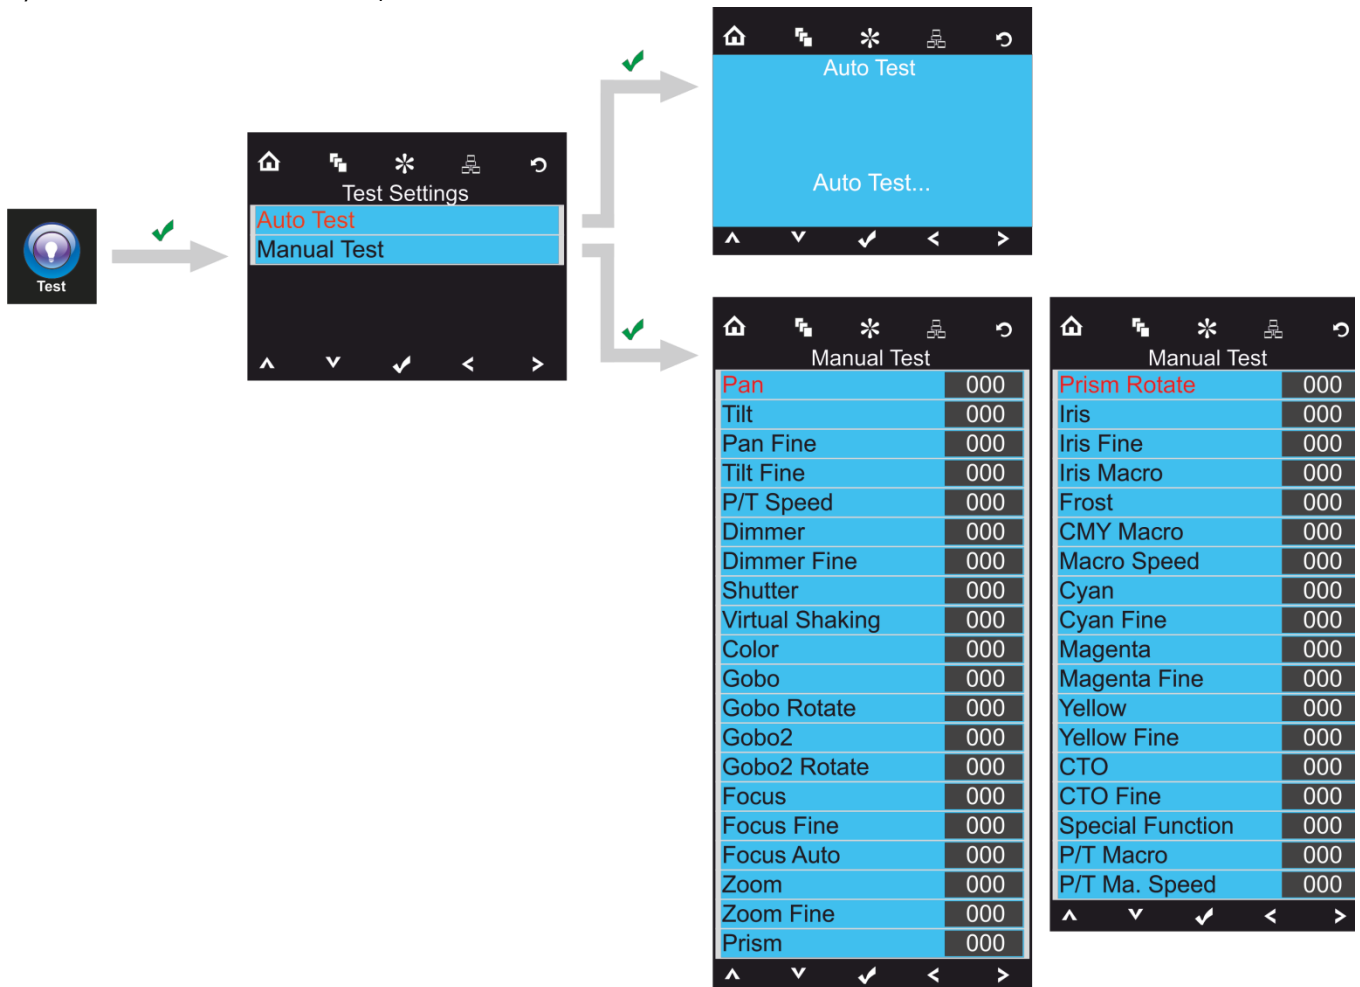 Test
Test Settings
Auto Test
Manual Test
Auto Test
Auto Test...
Manual Test
Pan 000
Tilt 000
Pan Fine 000
Tilt Fine 000
P/T Speed 000
Dimmer 000
Dimmer Fine 000
Shutter 000
Virtual Shaking 000
Color 000
Gobo 000
Gobo Rotate 000
Gobo2 000
Gobo2 Rotate 000
Focus 000
Focus Fine 000
Focus Auto 000
Zoom 000
Zoom Fine 000
Prism 000
Manual Test
Prism Rotate 000
Iris 000
Iris Fine 000
Iris Macro 000
Frost 000
CMY Macro 000
Macro Speed 000
Cyan 000
Cyan Fine 000
Magenta 000
Magenta Fine 000
Yellow 000
Yellow Fine 000
CTO 000
CTO Fine 000
Special Function 000
P/T Macro 000
P/T Ma. Speed 000